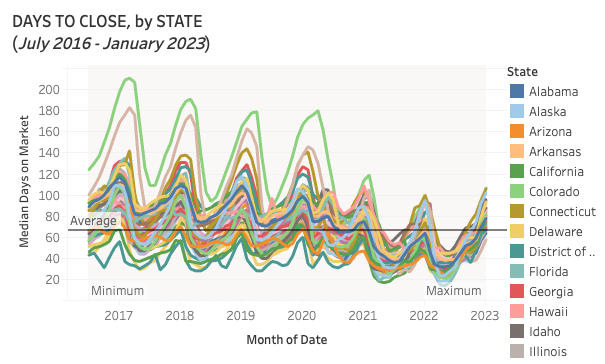 DAYS TO CLOSE, by STATE
(July 2016 - January 2023)
State
Alabama
Alaska
Arizona
Arkansas
California
Colorado
Connecticut
Delaware
District of ..
Florida
Georgia
Hawaii
Idaho
Illinois
Median Days on Market
200
180
160
140
120
100
80
60
40
20
Average
Minimum
Maximum
2017
2018
2019
2020
2021
2022
2023
Month of Date